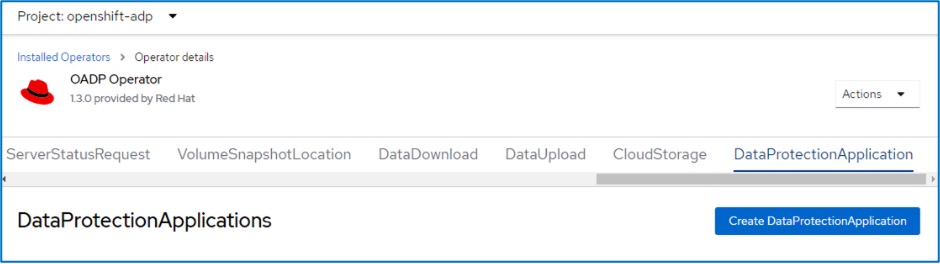 Project: openshift-adp
Installed Operators > Operator details
OADP Operator
1.3.0 provided by Red Hat
Actions
ServerStatusRequest VolumeSnapshotLocation DataDownload DataUpload CloudStorage DataProtectionApplication
DataProtectionApplications
Create DataProtectionApplication